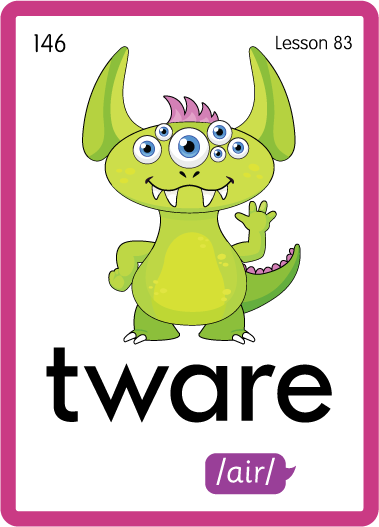 146
Lesson 83
tware
/air/